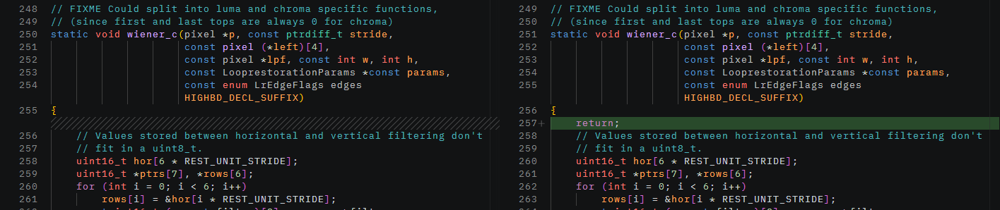 248 // FIXME Could split into luma and chroma specific functions,
249 // (since first and last tops are always 0 for chroma)
250 static void wiener_c(pixel *p, const ptrdiff_t stride,
251 const pixel (*left)[4],
252 const pixel *lpf, const int w, int h,
253 const LooprestorationParams *const params,
254 const enum LrEdgeFlags edges
HIGHBD_DECL_SUFFIX)
255 {
256 // Values stored between horizontal and vertical filtering don't
257 // fit in a uint8_t.
258 uint16_t hor[6 * REST_UNIT_STRIDE];
259 uint16_t *ptrs[7], *rows[6];
260 for (int i = 0; i < 6; i++)
261 rows[i] = &hor[i * REST_UNIT_STRIDE];
249 // FIXME Could split into luma and chroma specific functions,
250 // (since first and last tops are always 0 for chroma)
251 static void wiener_c(pixel *p, const ptrdiff_t stride,
252 const pixel (*left)[4],
253 const pixel *lpf, const int w, int h,
254 const LooprestorationParams *const params,
255 const enum LrEdgeFlags edges
HIGHBD_DECL_SUFFIX)
256 {
257+ return;
258 // Values stored between horizontal and vertical filtering don't
259 // fit in a uint8_t.
260 uint16_t hor[6 * REST_UNIT_STRIDE];
261 uint16_t *ptrs[7], *rows[6];
262 for (int i = 0; i < 6; i++)
263 rows[i] = &hor[i * REST_UNIT_STRIDE];